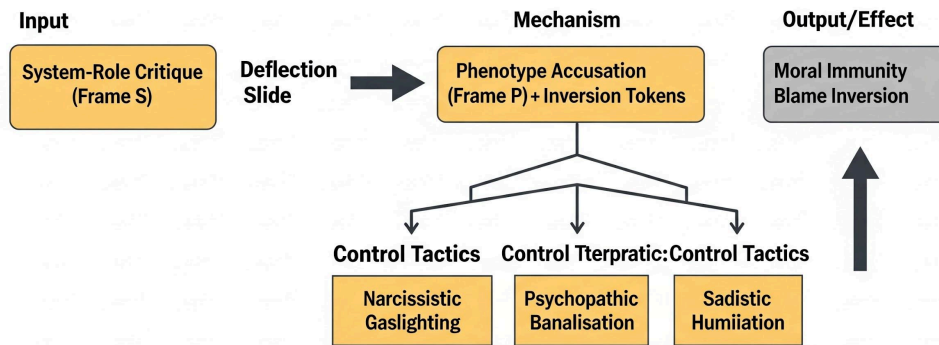 Input
Mechanism
Output/Effect
System-Role Critique
(Frame S)
Deflection
Slide
Phenotype Accusation
(Frame P) + Inversion Tokens
Moral Immunity
Blame Inversion
Control Tactics
Control Tterpratic:Control Tactics
Narcissistic
Gaslighting
Psychopathic
Banalisation
Sadistic
Humiiation